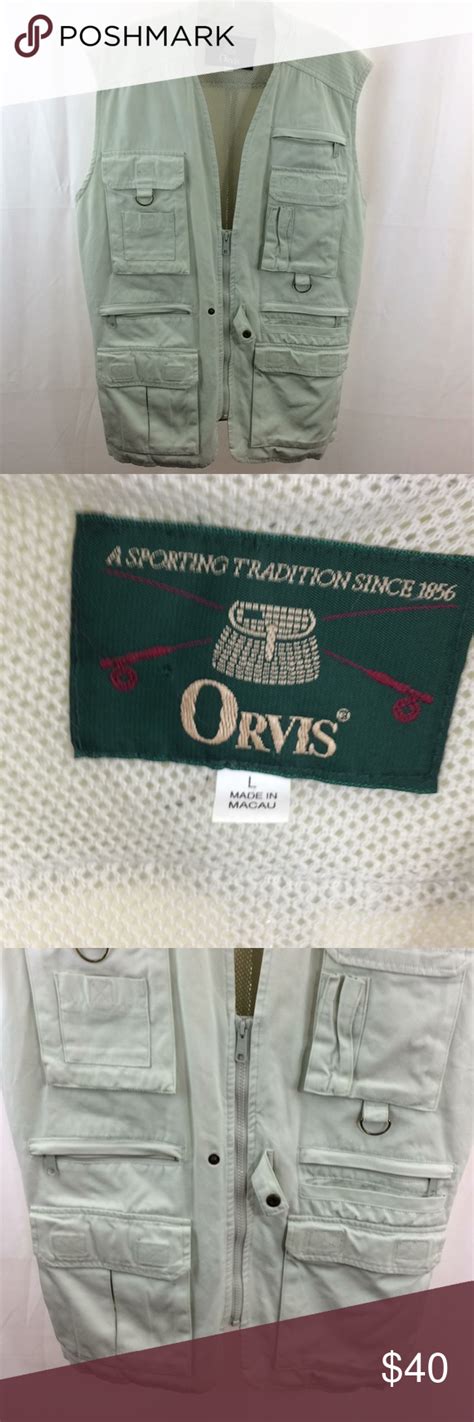 POSHMARK
A SPORTING TRADITION SINCE 1856
ORVIS®
L
MADE IN
MACAU
$40